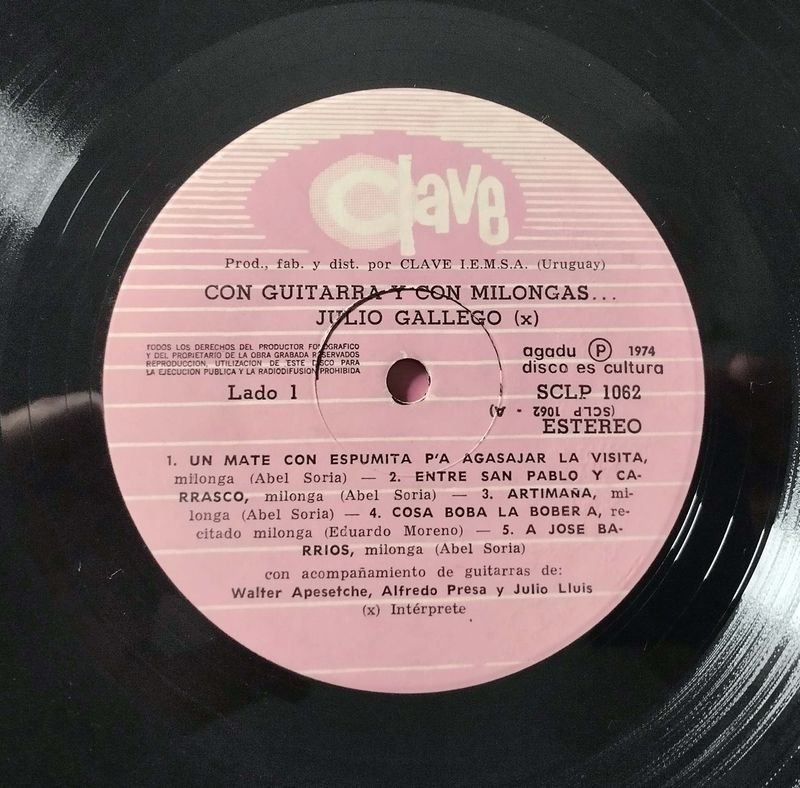 Clave
Prod., fab. y dist. por CLAVE I.E.M.S.A. (Uruguay)
CON GUITARRA Y CON MILONGAS...
JULIO GALLEGO (x)
TODOS LOS DERECHOS DEL PRODUCTOR FONOGRAFICO
Y DEL PROPIETARIO DE LA OBRA GRABADA RESERVADOS
REPRODUCCION, UTILIZACION DE ESTE DISCO PARA
LA EJECUCION PUBLICA Y LA RADIODIFUSION PROHIBIDA
agadu Ⓟ 1974
disco es cultura
Lado 1
SCLP 1062
(SCLP 1062 - A)
ESTEREO
1. UN MATE CON ESPUMITA P'A AGASAJAR LA VISITA,
milonga (Abel Soria) — 2. ENTRE SAN PABLO Y CA-
RRASCO, milonga (Abel Soria) — 3. ARTIMAÑA, mi-
longa (Abel Soria) — 4. COSA BOBA LA BOBER A, re-
citado milonga (Eduardo Moreno) — 5. A JOSE BA-
RRIOS, milonga (Abel Soria)
con acompañamiento de guitarras de:
Walter Apesetche, Alfredo Presa y Julio Lluis
(x) Intérprete